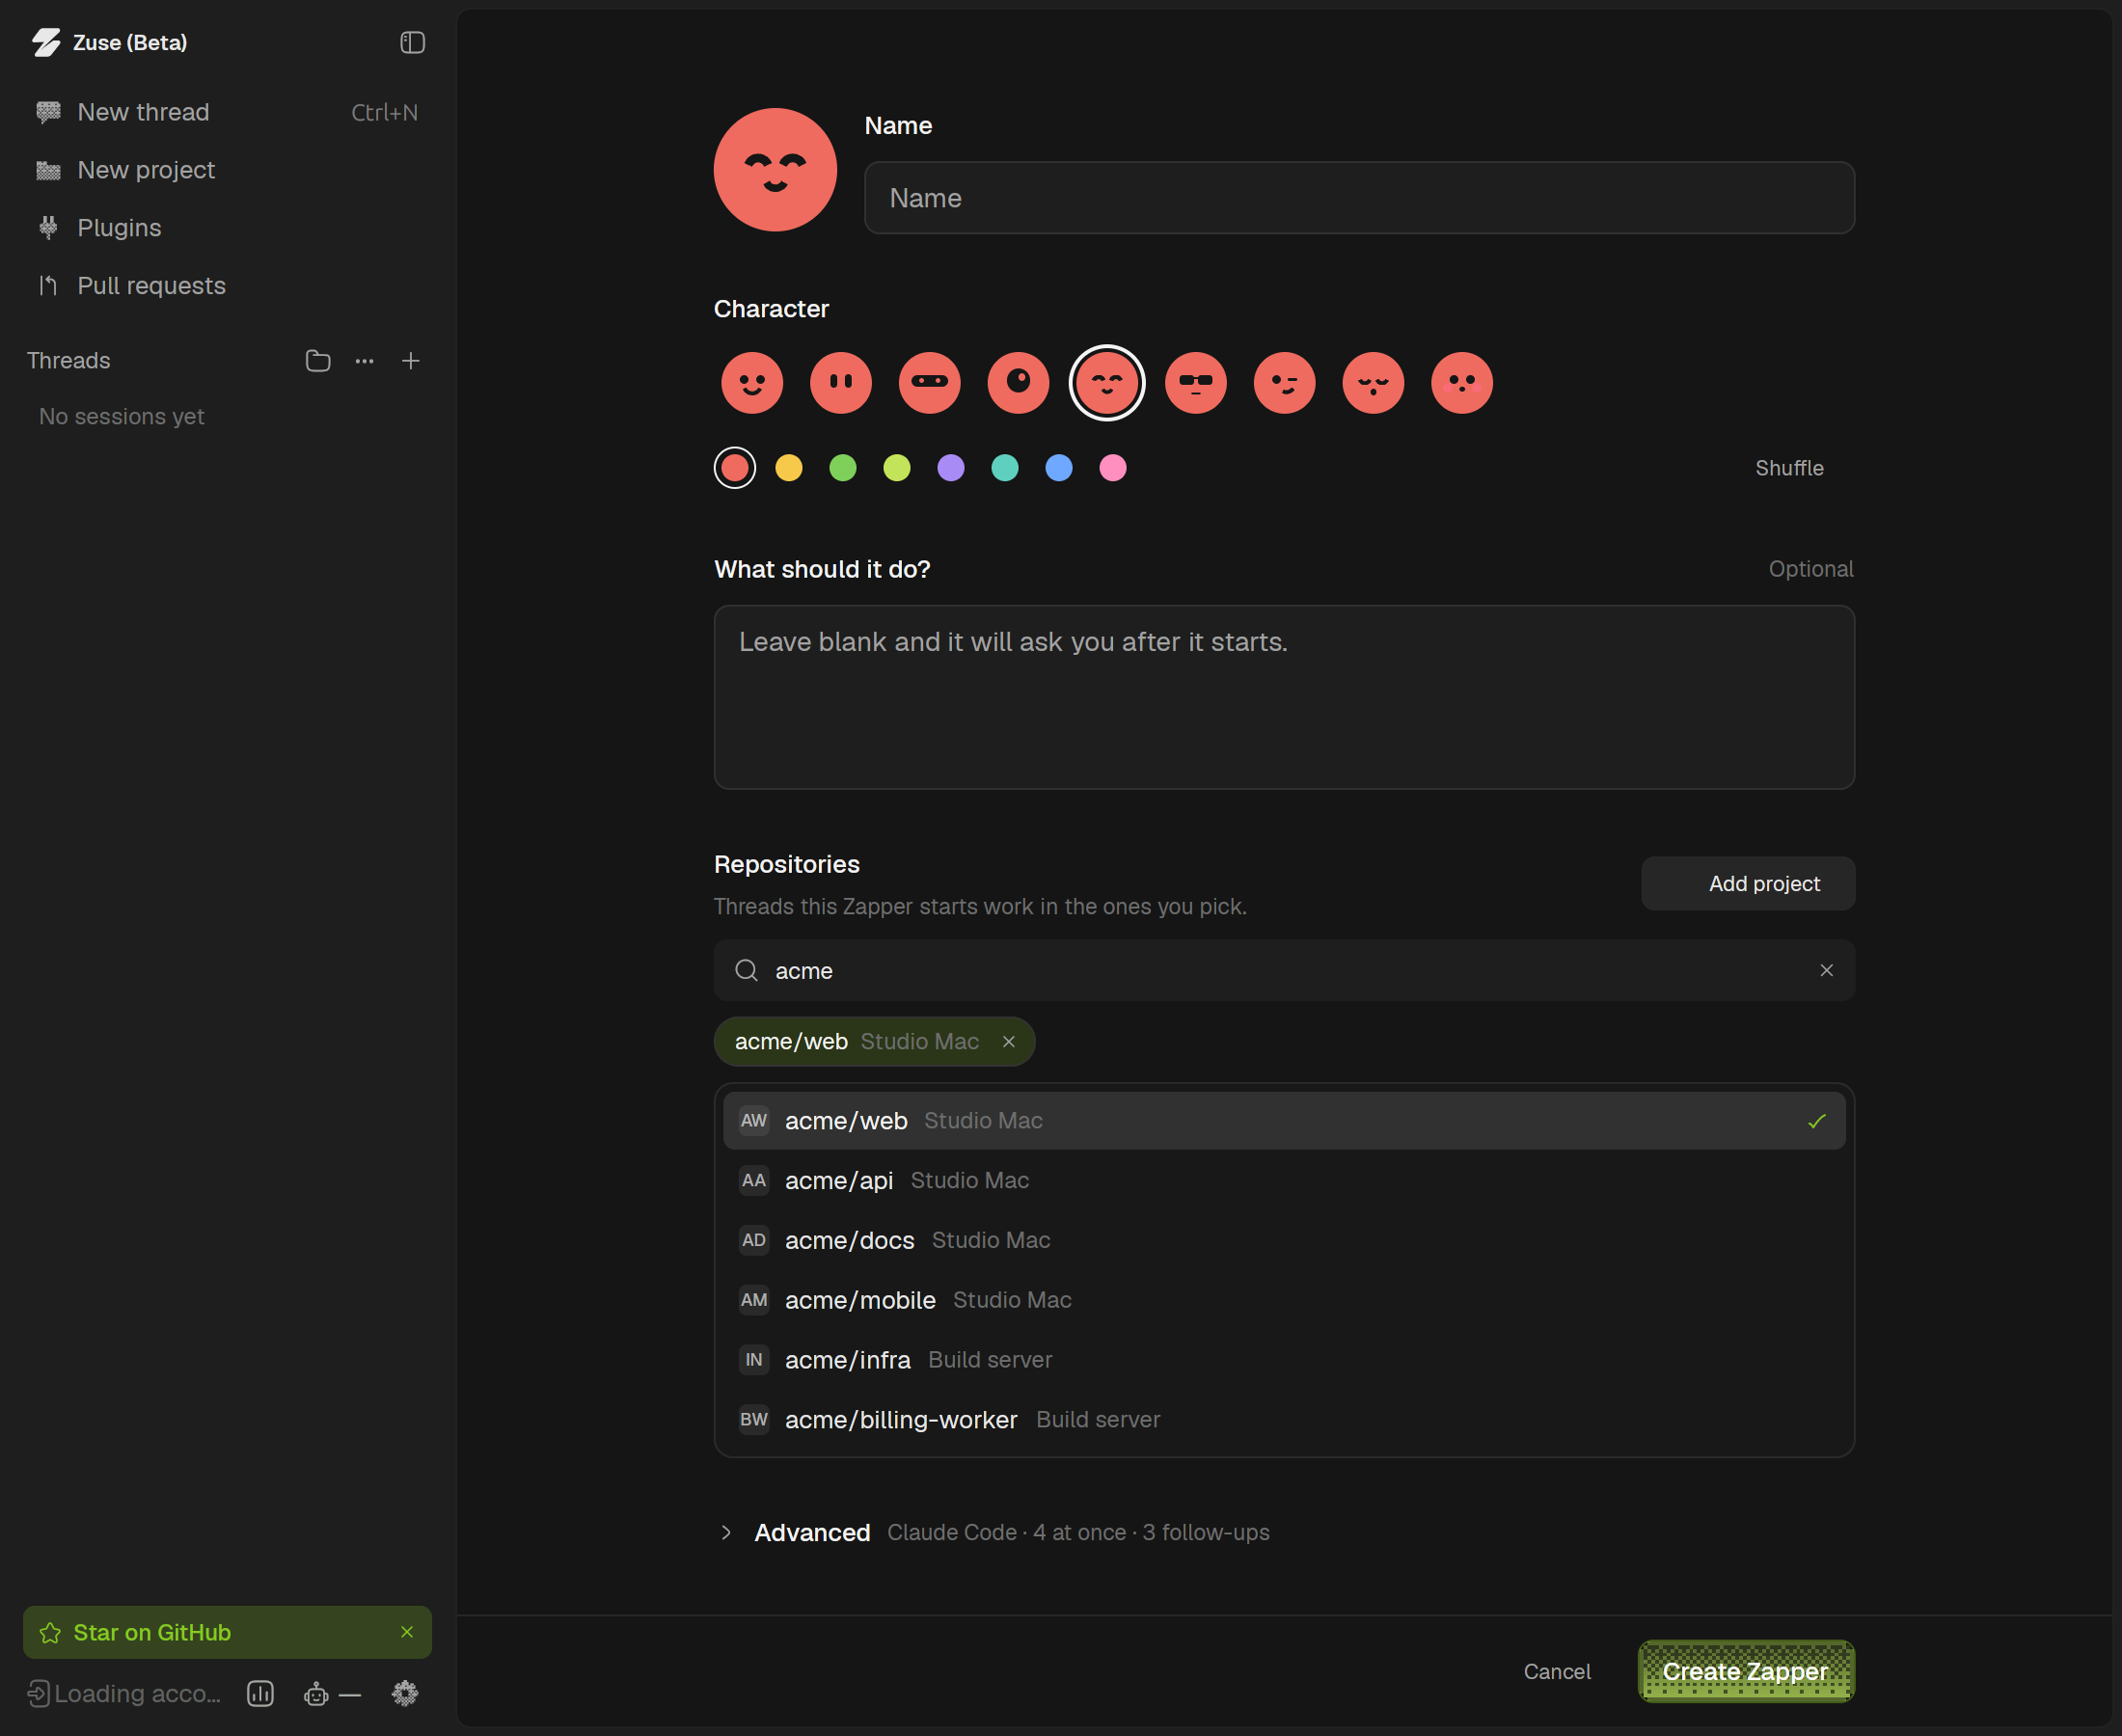 Zuse (Beta)
New thread Ctrl+N
New project
Plugins
Pull requests
Threads
No sessions yet
Star on GitHub
Loading acco...
Name
Name
Character
Shuffle
What should it do? Optional
Leave blank and it will ask you after it starts.
Repositories
Threads this Zapper starts work in the ones you pick.
Add project
acme
acme/web Studio Mac
AW acme/web Studio Mac
AA acme/api Studio Mac
AD acme/docs Studio Mac
AM acme/mobile Studio Mac
IN acme/infra Build server
BW acme/billing-worker Build server
Advanced Claude Code · 4 at once · 3 follow-ups
Cancel Create Zapper